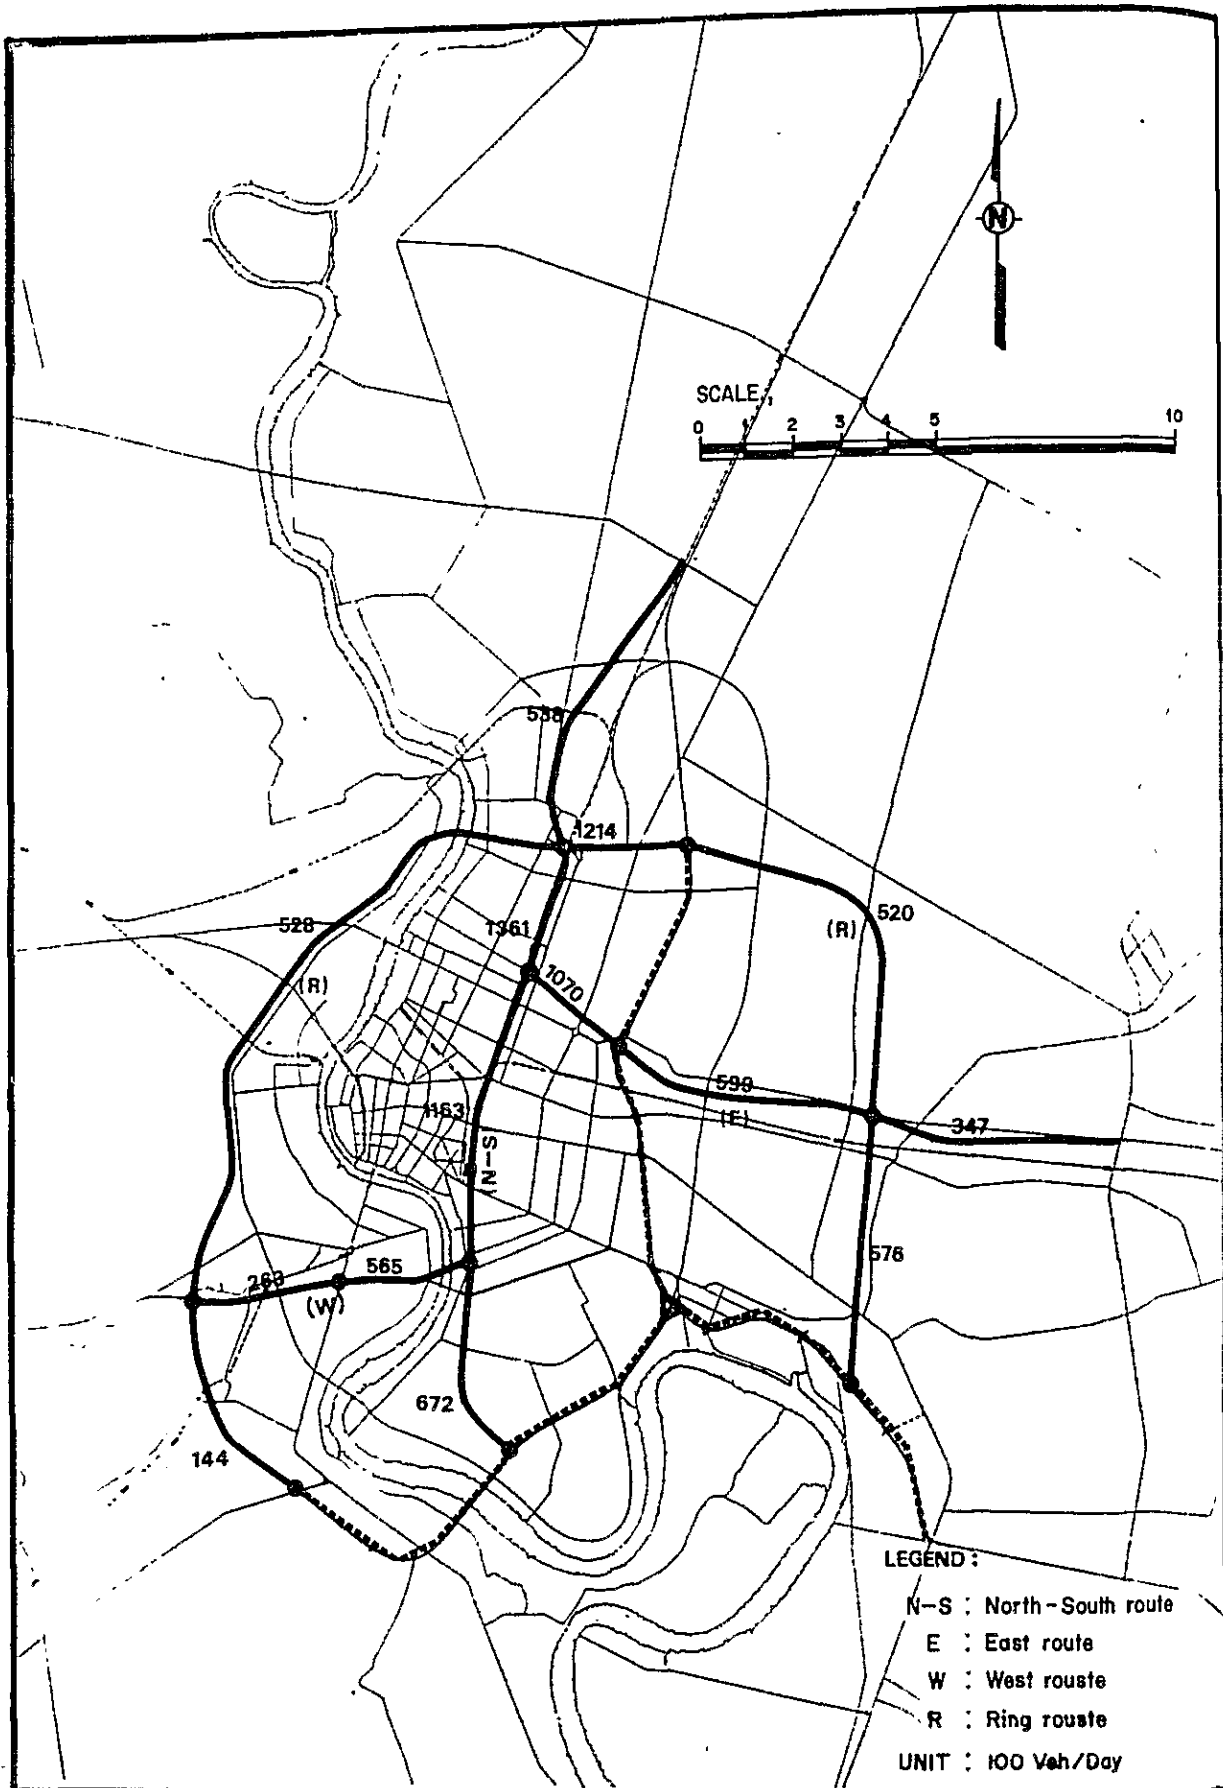 N
SCALE:
0 1 2 3 4 5 10
538
1214
528
1361
520
(R)
1070
(R)
599
1163
(E)
347
(N-S)
576
565
263
(W)
672
144
LEGEND :
N-S : North-South route
E : East route
W : West rouste
R : Ring rouste
UNIT : 100 Veh/Day